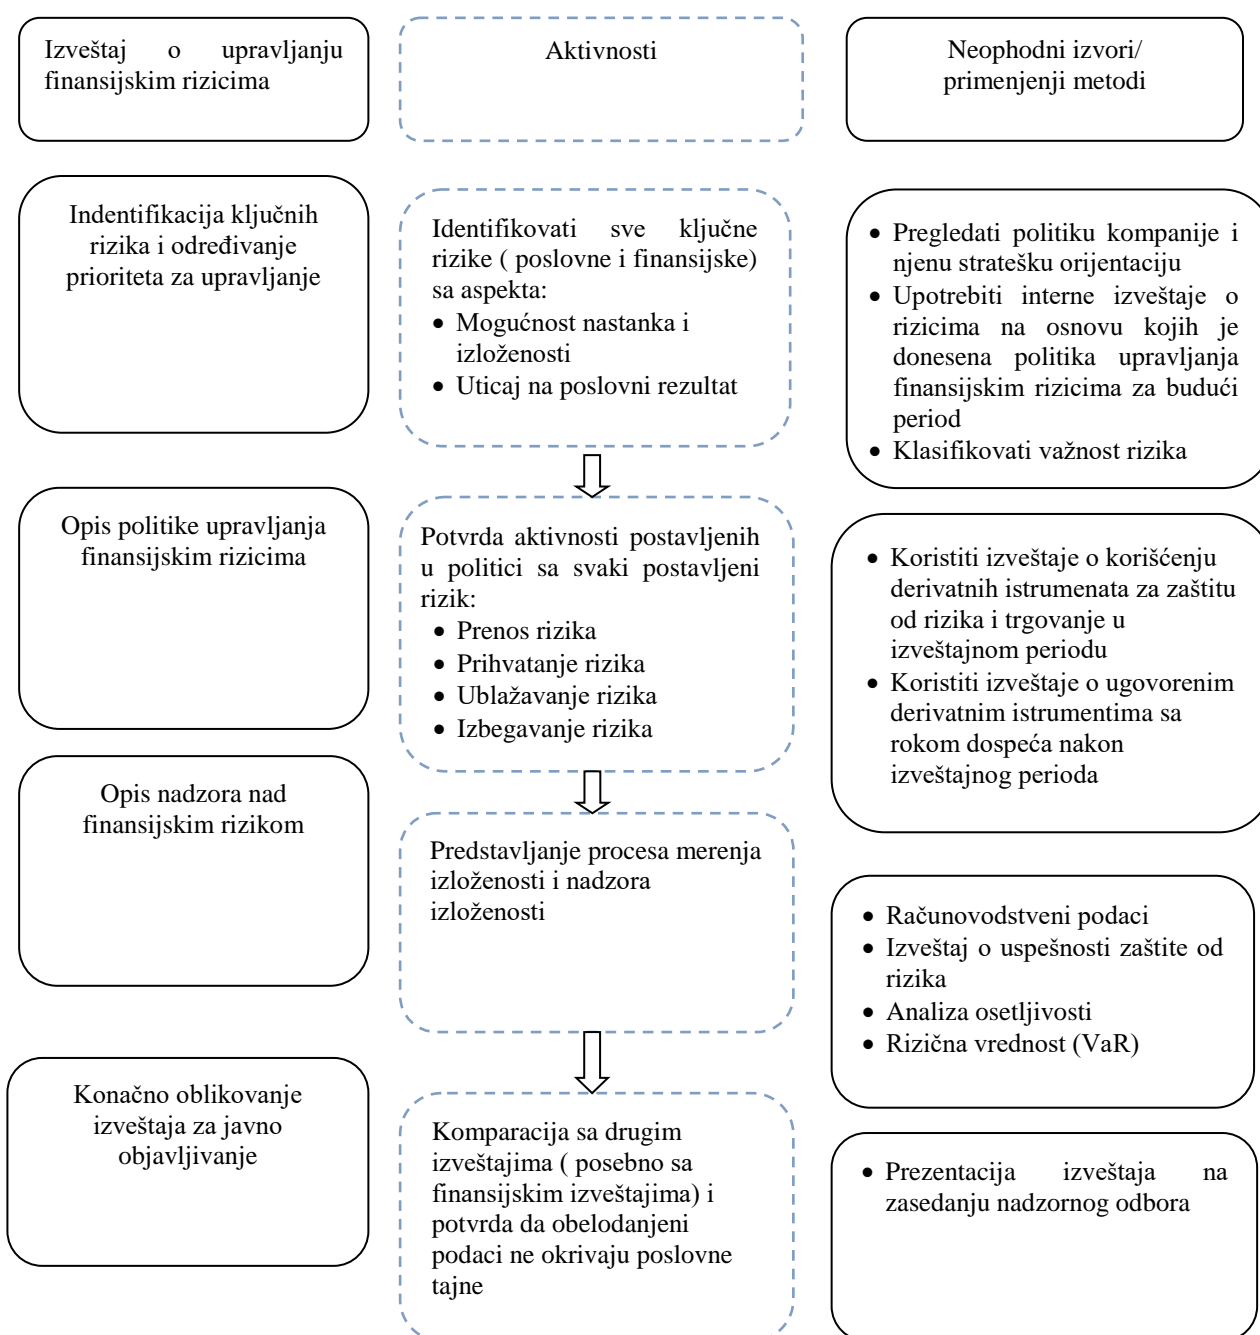 Izveštaj o upravljanju
finansijskim rizicima
Aktivnosti
Neophodni izvori/
primenjenji metodi
Indentifikacija ključnih
rizika i određivanje
prioriteta za upravljanje
Identifikovati sve ključne
rizike ( poslovne i finansijske)
sa aspekta:
• Mogućnost nastanka i
izloženosti
• Uticaj na poslovni rezultat
• Pregledati politiku kompanije i
njenu stratešku orijentaciju
• Upotrebiti interne izveštaje o
rizicima na osnovu kojih je
donesena politika upravljanja
finansijskim rizicima za budući
period
• Klasifikovati važnost rizika
Opis politike upravljanja
finansijskim rizicima
Potvrda aktivnosti postavljenih
u politici sa svaki postavljeni
rizik:
• Prenos rizika
• Prihvatanje rizika
• Ublažavanje rizika
• Izbegavanje rizika
• Koristiti izveštaje o korišćenju
derivatnih istrumenata za zaštitu
od rizika i trgovanje u
izveštajnom periodu
• Koristiti izveštaje o ugovorenim
derivatnim istrumentima sa
rokom dospeća nakon
izveštajnog perioda
Opis nadzora nad
finansijskim rizikom
Predstavljanje procesa merenja
izloženosti i nadzora
izloženosti
• Računovodstveni podaci
• Izveštaj o uspešnosti zaštite od
rizika
• Analiza osetljivosti
• Rizična vrednost (VaR)
Konačno oblikovanje
izveštaja za javno
objavljivanje
Komparacija sa drugim
izveštajima ( posebno sa
finansijskim izveštajima) i
potvrda da obelodanjeni
podaci ne okrivaju poslovne
tajne
• Prezentacija izveštaja na
zasedanju nadzornog odbora